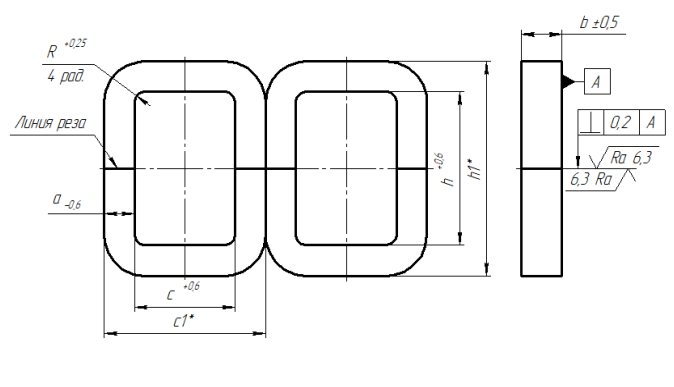 R +0,25
4 рад.
Линия реза
a -0,6
c +0,6
c1*
h +0,6
h1*
b ±0,5
A
⊥ 0,2 A
Ra 6,3
6,3 Ra